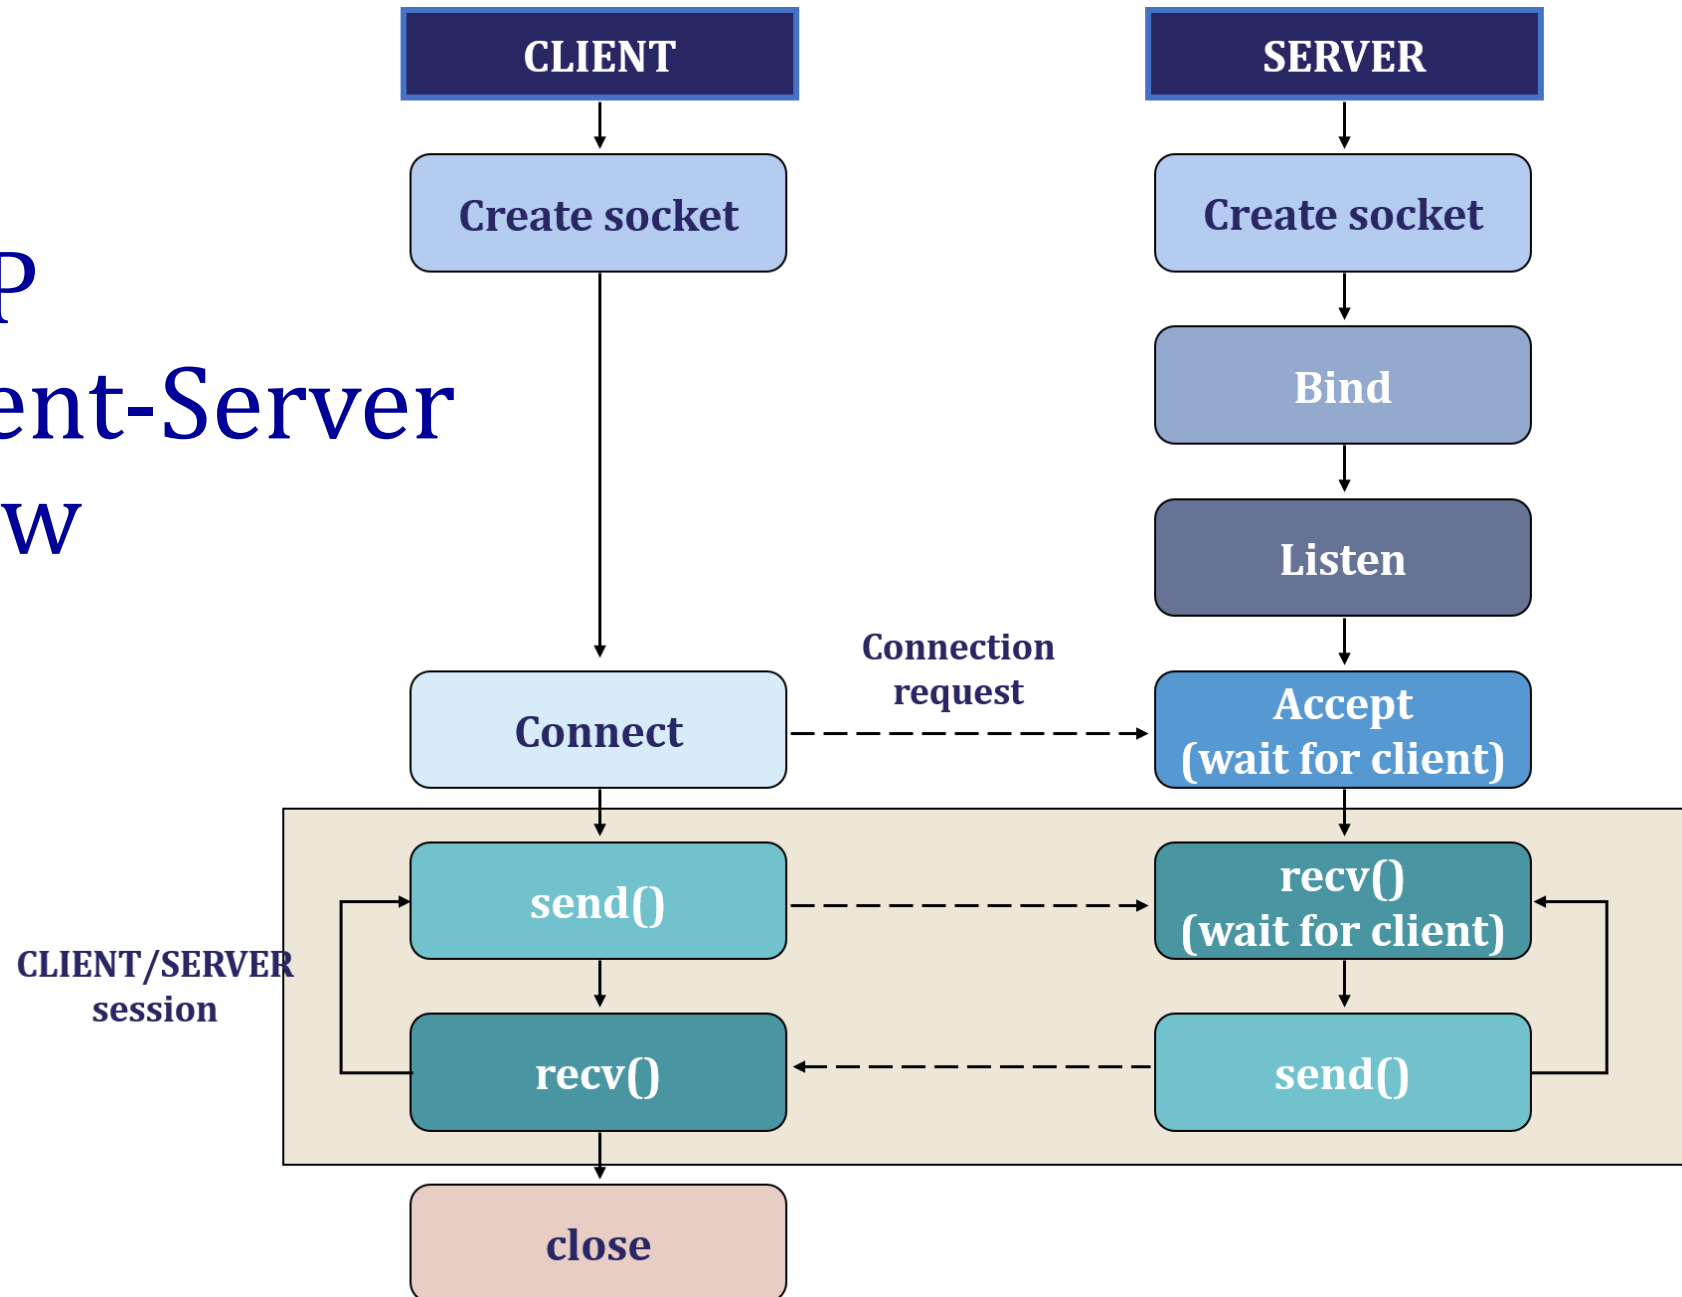 CLIENT
SERVER
Create socket
Create socket
P
ent-Server
w
Bind
Listen
Connection
request
Connect
Accept
(wait for client)
send()
recv()
(wait for client)
CLIENT/SERVER
session
recv()
send()
close